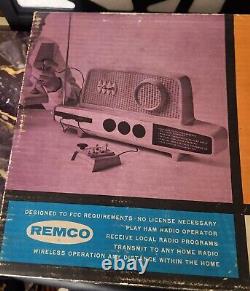 DESIGNED TO FCC REQUIREMENTS · NO LICENSE NECESSARY
PLAY HAM RADIO OPERATOR
REMCO
RECEIVE LOCAL RADIO PROGRAMS
TRANSMIT TO ANY HOME RADIO
WIRELESS OPERATION ANY DISTANCE WITHIN THE HOME